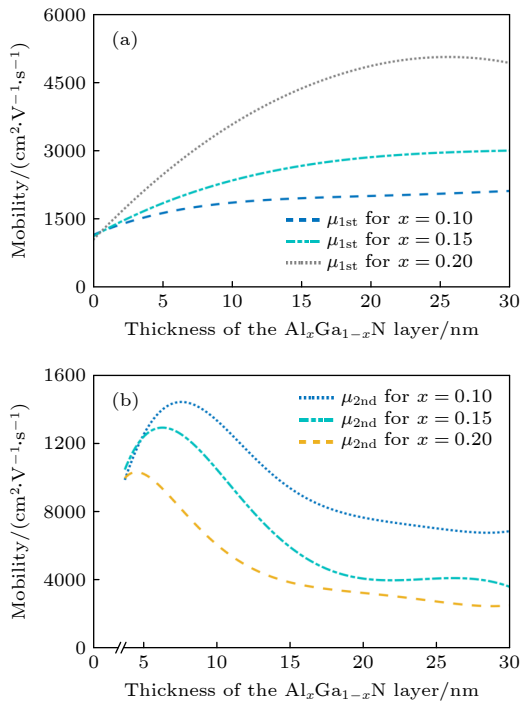 6000
(a)
4500
3000
1500
0
Mobility/(cm²·V⁻¹·s⁻¹)
μ1st for x = 0.10
μ1st for x = 0.15
μ1st for x = 0.20
0 5 10 15 20 25 30
Thickness of the AlxGa1−xN layer/nm
1600
(b)
1200
8000
4000
0
Mobility/(cm²·V⁻¹·s⁻¹)
μ2nd for x = 0.10
μ2nd for x = 0.15
μ2nd for x = 0.20
0 5 10 15 20 25 30
Thickness of the AlxGa1−xN layer/nm